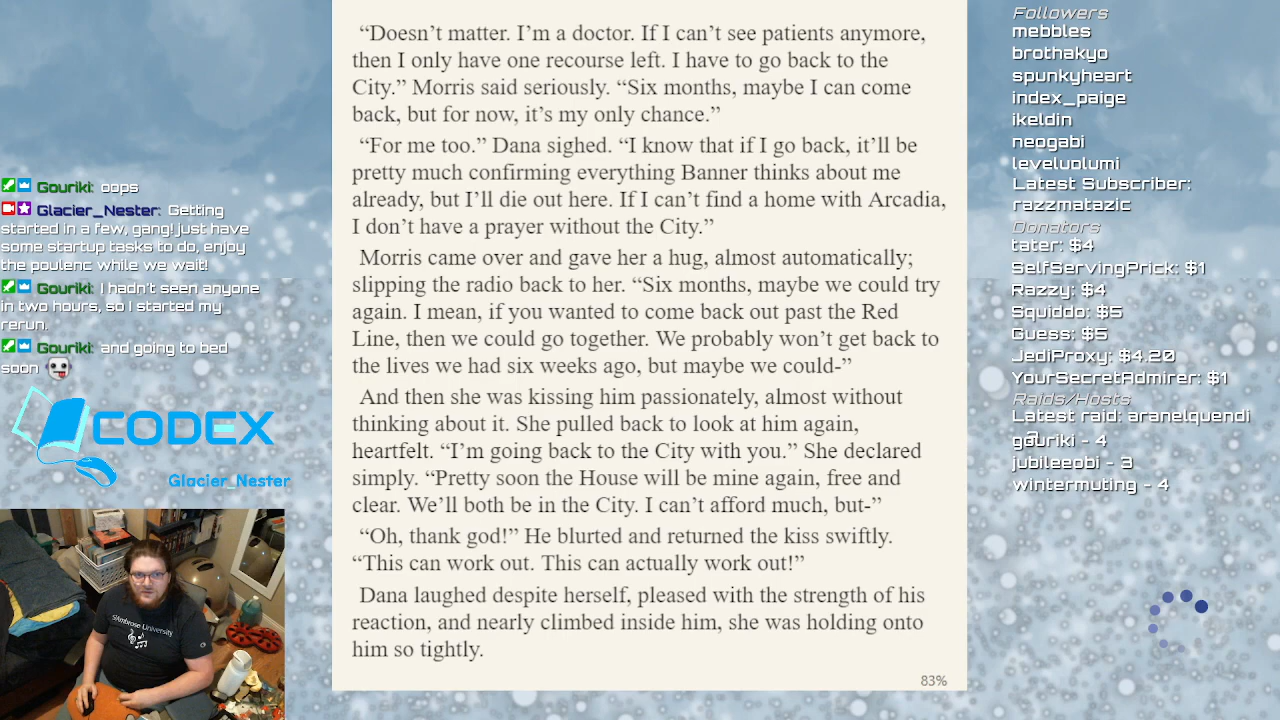 Gouriki: oops
Glacier_Nester: Getting
started in a few, gang! just have
some startup tasks to do, enjoy
the poulenc while we wait!
Gouriki: I hadn't seen anyone
in two hours, so I started my
rerun.
Gouriki: and going to bed
soon
CODEX
Glacier_Nester
StAmbrose University
“Doesn’t matter. I’m a doctor. If I can’t see patients anymore,
then I only have one recourse left. I have to go back to the
City.” Morris said seriously. “Six months, maybe I can come
back, but for now, it’s my only chance.”
“For me too.” Dana sighed. “I know that if I go back, it’ll be
pretty much confirming everything Banner thinks about me
already, but I’ll die out here. If I can’t find a home with Arcadia,
I don’t have a prayer without the City.”
Morris came over and gave her a hug, almost automatically;
slipping the radio back to her. “Six months, maybe we could try
again. I mean, if you wanted to come back out past the Red
Line, then we could go together. We probably won’t get back to
the lives we had six weeks ago, but maybe we could-”
And then she was kissing him passionately, almost without
thinking about it. She pulled back to look at him again,
heartfelt. “I’m going back to the City with you.” She declared
simply. “Pretty soon the House will be mine again, free and
clear. We’ll both be in the City. I can’t afford much, but-”
“Oh, thank god!” He blurted and returned the kiss swiftly.
“This can work out. This can actually work out!”
Dana laughed despite herself, pleased with the strength of his
reaction, and nearly climbed inside him, she was holding onto
him so tightly.
83%
Followers
mebbles
brothakyo
spunkyheart
index_paige
ikeldin
neogabi
leveluolumi
Latest Subscriber:
razzmatazic
Donators
tater: $4
SelfServingPrick: $1
Razzy: $4
Squiddo: $5
Guess: $5
JediProxy: $4.20
YourSecretAdmirer: $1
Raids/Hosts
Latest raid: aranelquendi
gouriki - 4
jubileepbi - 3
wintermuting - 4